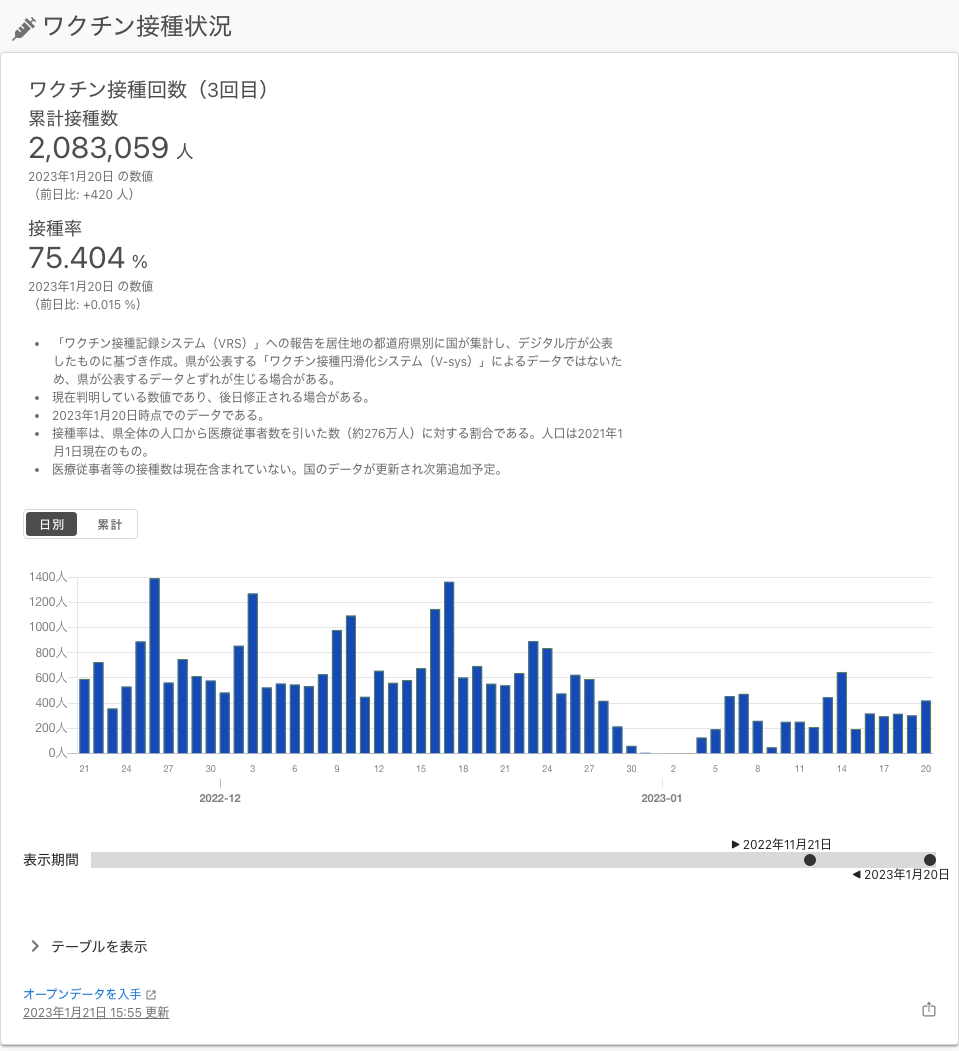 ワクチン接種状況
ワクチン接種回数（3回目）
累計接種数
2,083,059 人
2023年1月20日 の数値
（前日比: +420 人）
接種率
75.404 %
2023年1月20日 の数値
（前日比: +0.015 %）
• 「ワクチン接種記録システム（VRS）」への報告を居住地の都道府県別に国が集計し、デジタル庁が公表
したものに基づき作成。県が公表する「ワクチン接種円滑化システム（V-sys）」によるデータではないた
め、県が公表するデータとずれが生じる場合がある。
• 現在判明している数値であり、後日修正される場合がある。
• 2023年1月20日時点でのデータである。
• 接種率は、県全体の人口から医療従事者数を引いた数（約276万人）に対する割合である。人口は2021年1
月1日現在のもの。
• 医療従事者等の接種数は現在含まれていない。国のデータが更新され次第追加予定。
日別 累計
1400人
1200人
1000人
800人
600人
400人
200人
0人
21 24 27 30 3 6 9 12 15 18 21 24 27 30 2 5 8 11 14 17 20
2022-12 2023-01
▶ 2022年11月21日
表示期間
◀ 2023年1月20日
テーブルを表示
オープンデータを入手
2023年1月21日 15:55 更新